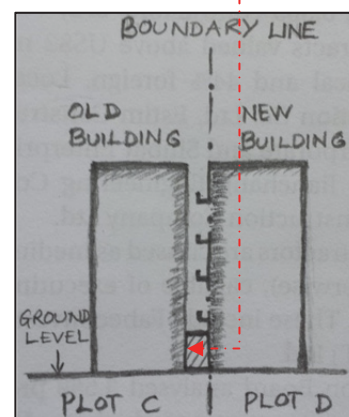 BOUNDARY LINE
OLD
BUILDING
NEW
BUILDING
GROUND
LEVEL
PLOT C
PLOT D